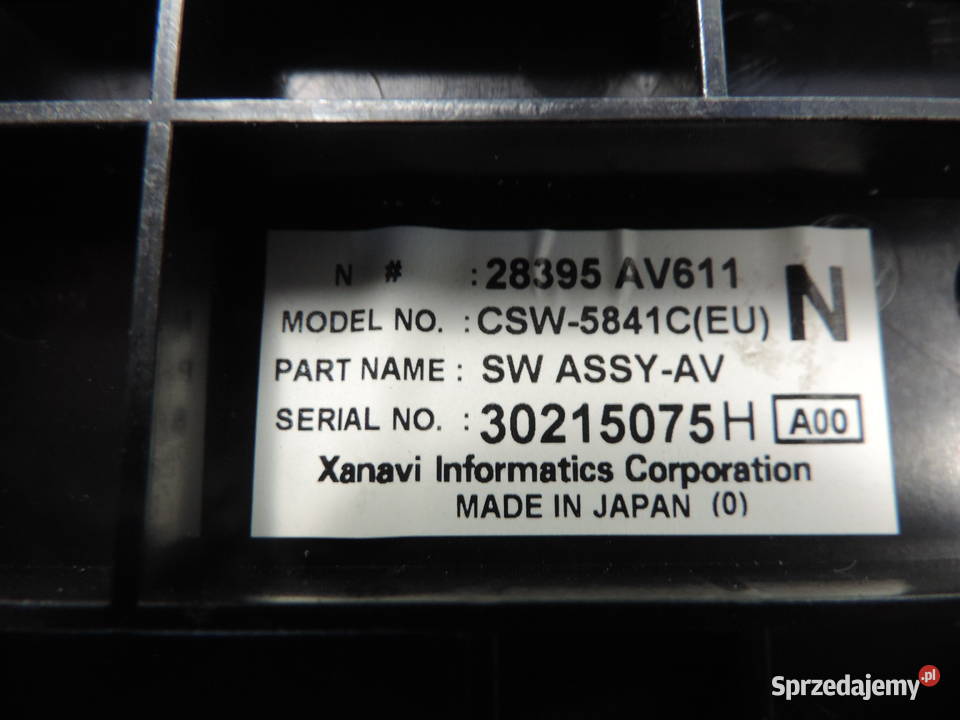 N # : 28395 AV611
N
MODEL NO. : CSW-5841C(EU)
PART NAME : SW ASSY-AV
SERIAL NO. : 30215075H A00
Xanavi Informatics Corporation
MADE IN JAPAN (0)
Sprzedajemy.pl